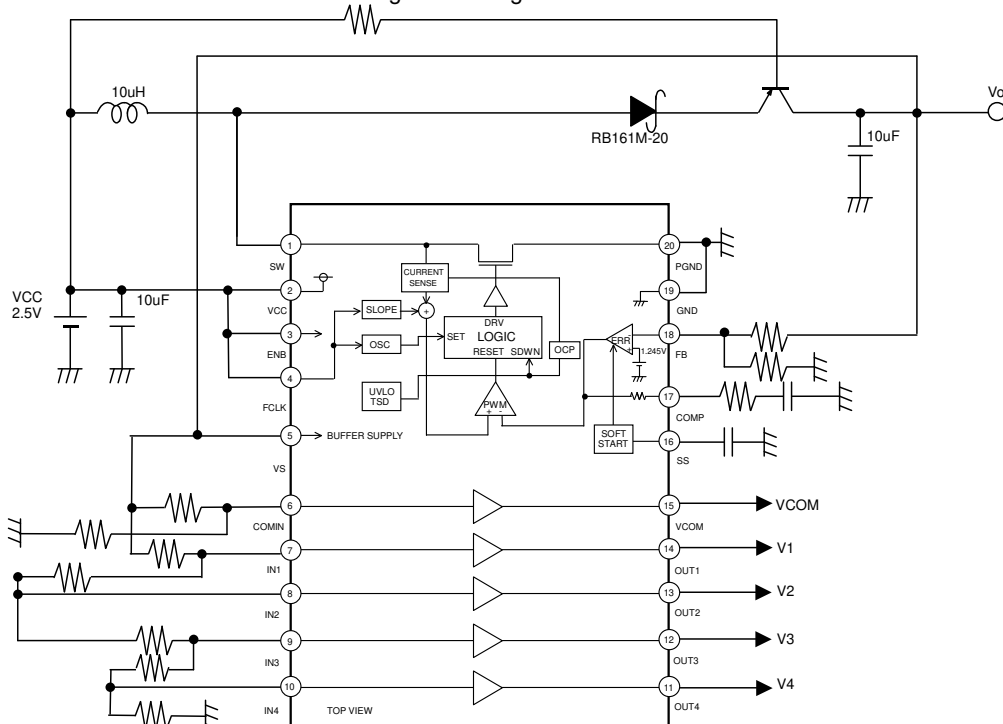 10uH
RB161M-20
Vo
10uF
VCC
2.5V
10uF
1
SW
2
VCC
3
ENB
4
FCLK
5
VS
BUFFER SUPPLY
6
COMIN
7
IN1
8
IN2
9
IN3
10
IN4
TOP VIEW
CURRENT
SENSE
SLOPE
+
OSC
SET
DRV
LOGIC
RESET
SDWN
OCP
UVLO
TSD
PWM
+ -
ERR
1.245V
SOFT
START
20
PGND
19
GND
18
FB
17
COMP
16
SS
15
VCOM
VCOM
14
OUT1
V1
13
OUT2
V2
12
OUT3
V3
11
OUT4
V4